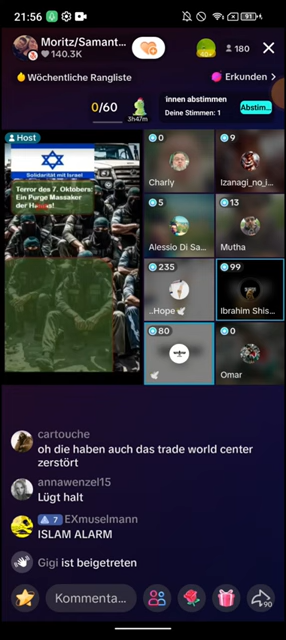 21:56
91
Moritz/Samant...
140.3K
180
Wöchentliche Rangliste
Erkunden >
0/60
3h47m
innen abstimmen
Deine Stimmen: 1
Abstim...
Host
Solidarität mit Israel
Terror des 7. Oktobers:
Ein Purge Massaker
der Hamas!
0
Charly
9
Izanagi_no_i...
5
Alessio Di Sa...
13
Mutha
235
..Hope
99
Ibrahim Shis...
80
0
Omar
cartouche
oh die haben auch das trade world center
zerstört
annawenzel15
Lügt halt
7 EXmuselmann
ISLAM ALARM
Gigi ist beigetreten
Kommenta...
90